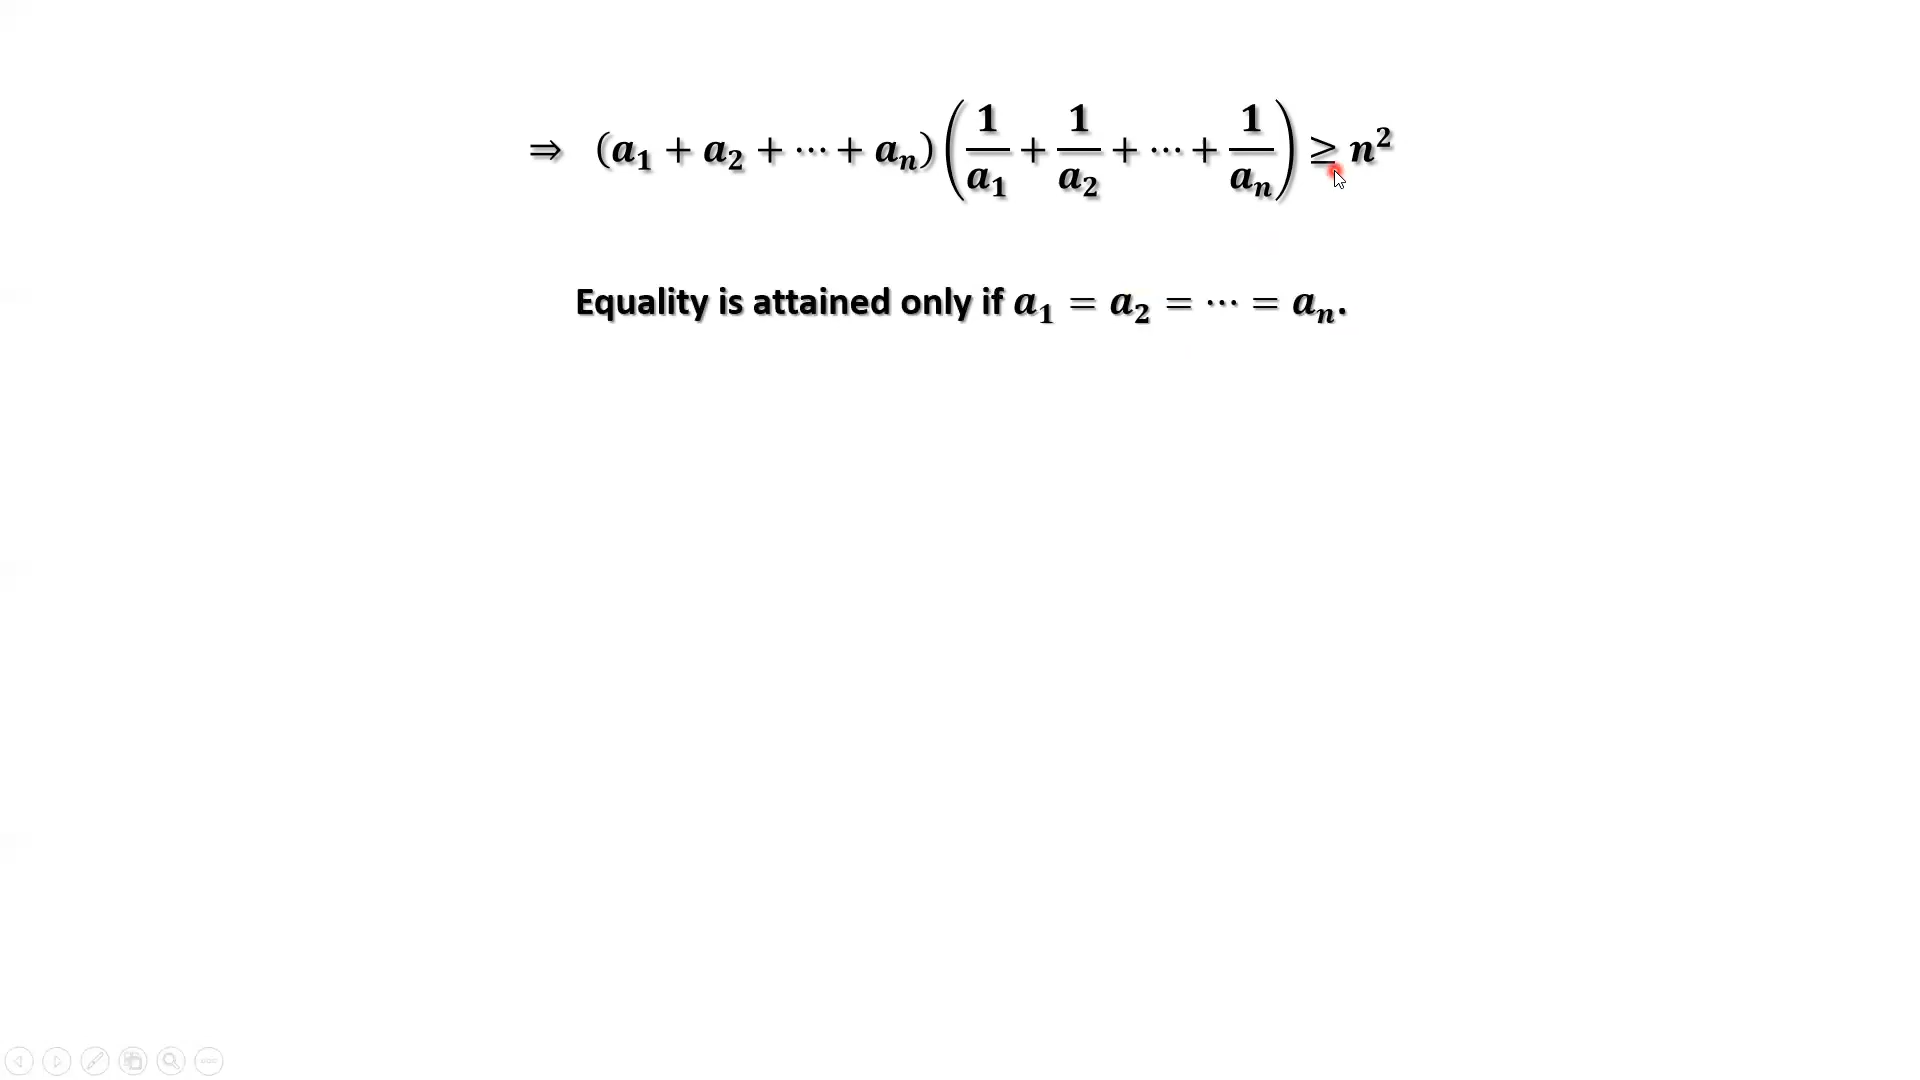 ⇒ (a₁ + a₂ + ⋯ + aₙ)(1/a₁ + 1/a₂ + ⋯ + 1/aₙ) ≥ n²
Equality is attained only if a₁ = a₂ = ⋯ = aₙ.